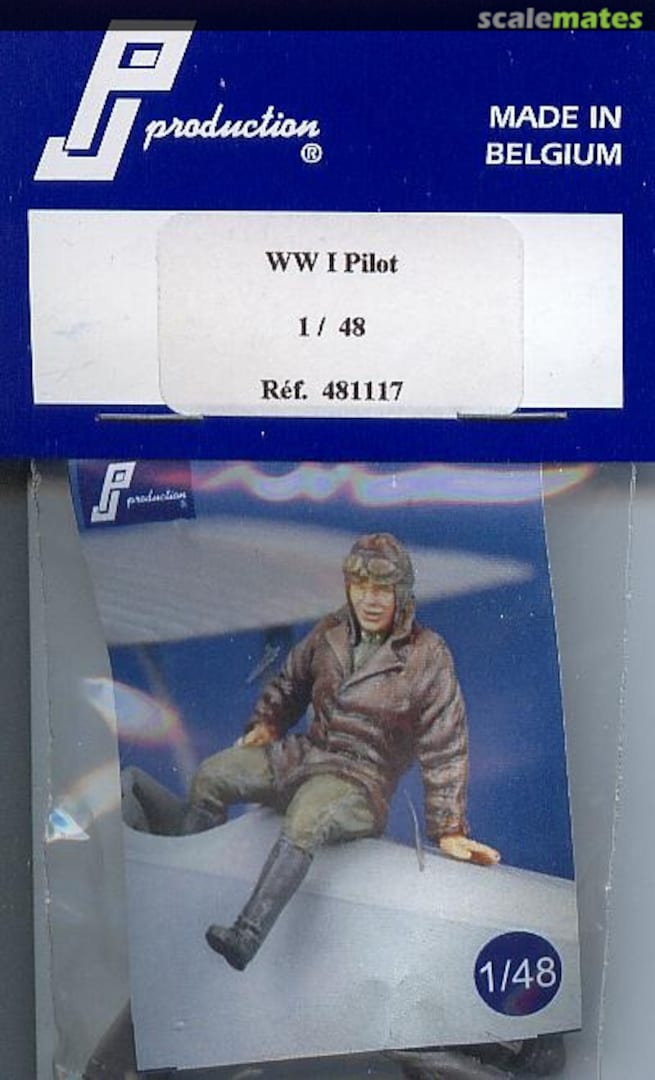 scalemates
PJ production
®
MADE IN
BELGIUM
WW I Pilot
1 / 48
Réf. 481117
PJ production
®
1/48